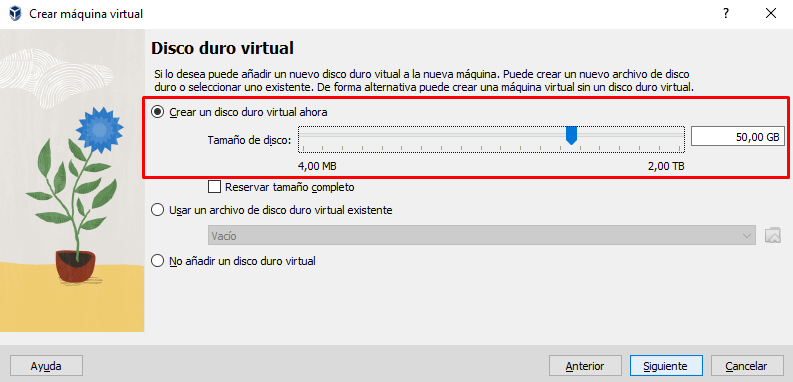 Crear máquina virtual
Disco duro virtual
Si lo desea puede añadir un nuevo disco duro vitual a la nueva máquina. Puede crear un nuevo archivo de disco
duro o seleccionar uno existente. De forma alternativa puede crear una máquina virtual sin un disco duro virtual.
Crear un disco duro virtual ahora
Tamaño de disco:
50,00 GB
4,00 MB
2,00 TB
Reservar tamaño completo
Usar un archivo de disco duro virtual existente
Vacío
No añadir un disco duro virtual
Ayuda
Anterior
Siguiente
Cancelar